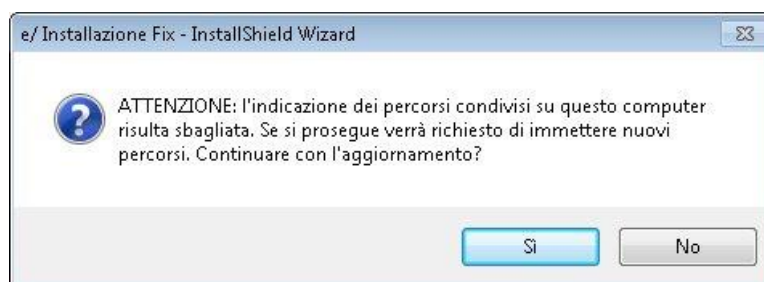 e/ Installazione Fix - InstallShield Wizard
ATTENZIONE: l'indicazione dei percorsi condivisi su questo computer
risulta sbagliata. Se si prosegue verrà richiesto di immettere nuovi
percorsi. Continuare con l'aggiornamento?
Sì
No